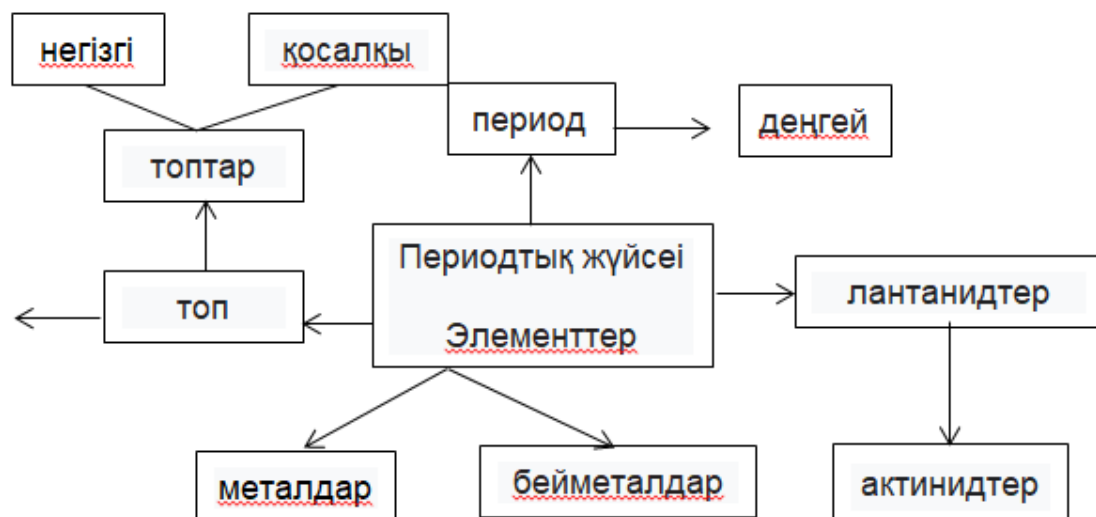 негізгі
қосалқы
период
деңгей
топтар
Периодтық жүйсеі
Элементтер
лантанидтер
топ
металдар
бейметалдар
актинидтер